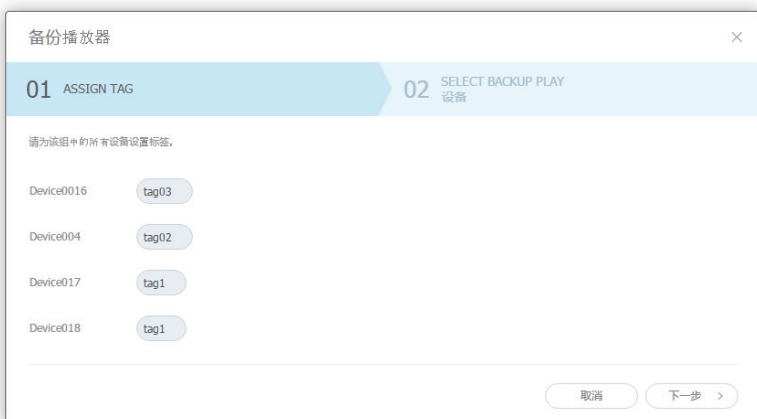 备份播放器
01 ASSIGN TAG
02 SELECT BACKUP PLAY
设备
请为该组中的所有设备设置标签。
Device0016 tag03
Device004 tag02
Device017 tag1
Device018 tag1
取消 下一步